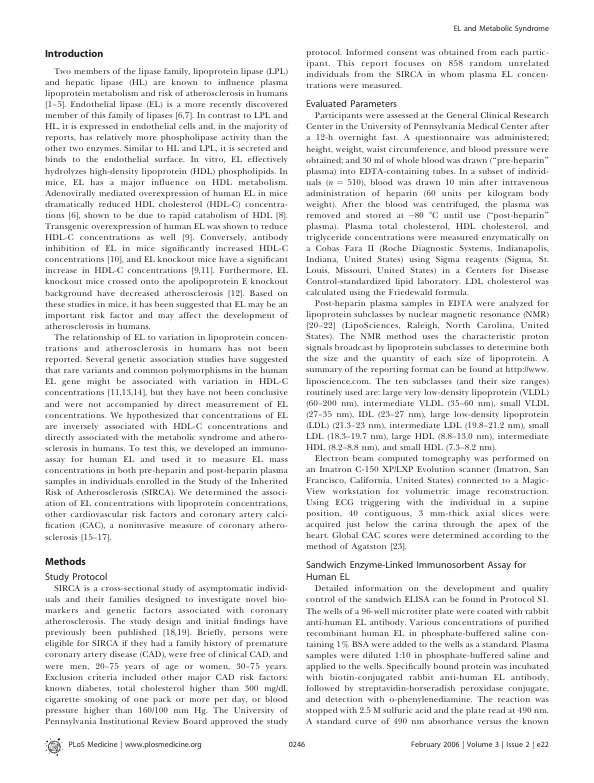 EL and Metabolic Syndrome
Introduction
Two members of the lipase family, lipoprotein lipase (LPL)
and hepatic lipase (HL) are known to influence plasma
lipoprotein metabolism and risk of atherosclerosis in humans
[1–5]. Endothelial lipase (EL) is a more recently discovered
member of this family of lipases [6,7]. In contrast to LPL and
HL, it is expressed in endothelial cells and, in the majority of
reports, has relatively more phospholipase activity than the
other two enzymes. Similar to HL and LPL, it is secreted and
binds to the endothelial surface. In vitro, EL effectively
hydrolyzes high-density lipoprotein (HDL) phospholipids. In
mice, EL has a major influence on HDL metabolism.
Adenovirally mediated overexpression of human EL in mice
dramatically reduced HDL cholesterol (HDL-C) concentra-
tions [6], shown to be due to rapid catabolism of HDL [8].
Transgenic overexpression of human EL was shown to reduce
HDL-C concentrations as well [9]. Conversely, antibody
inhibition of EL in mice significantly increased HDL-C
concentrations [10], and EL knockout mice have a significant
increase in HDL-C concentrations [9,11]. Furthermore, EL
knockout mice crossed onto the apolipoprotein E knockout
background have decreased atherosclerosis [12]. Based on
these studies in mice, it has been suggested that EL may be an
important risk factor and may affect the development of
atherosclerosis in humans.
The relationship of EL to variation in lipoprotein concen-
trations and atherosclerosis in humans has not been
reported. Several genetic association studies have suggested
that rare variants and common polymorphisms in the human
EL gene might be associated with variation in HDL-C
concentrations [11,13,14], but they have not been conclusive
and were not accompanied by direct measurement of EL
concentrations. We hypothesized that concentrations of EL
are inversely associated with HDL-C concentrations and
directly associated with the metabolic syndrome and athero-
sclerosis in humans. To test this, we developed an immuno-
assay for human EL and used it to measure EL mass
concentrations in both pre-heparin and post-heparin plasma
samples in individuals enrolled in the Study of the Inherited
Risk of Atherosclerosis (SIRCA). We determined the associ-
ation of EL concentrations with lipoprotein concentrations,
other cardiovascular risk factors and coronary artery calci-
fication (CAC), a noninvasive measure of coronary athero-
sclerosis [15–17].
Methods
Study Protocol
SIRCA is a cross-sectional study of asymptomatic individ-
uals and their families designed to investigate novel bio-
markers and genetic factors associated with coronary
atherosclerosis. The study design and initial findings have
previously been published [18,19]. Briefly, persons were
eligible for SIRCA if they had a family history of premature
coronary artery disease (CAD), were free of clinical CAD, and
were men, 20–75 years of age or women, 30–75 years.
Exclusion criteria included other major CAD risk factors:
known diabetes, total cholesterol higher than 300 mg/dl,
cigarette smoking of one pack or more per day, or blood
pressure higher than 160/100 mm Hg. The University of
Pennsylvania Institutional Review Board approved the study
protocol. Informed consent was obtained from each partic-
ipant. This report focuses on 858 random unrelated
individuals from the SIRCA in whom plasma EL concen-
trations were measured.
Evaluated Parameters
Participants were assessed at the General Clinical Research
Center in the University of Pennsylvania Medical Center after
a 12-h overnight fast. A questionnaire was administered;
height, weight, waist circumference, and blood pressure were
obtained; and 30 ml of whole blood was drawn ("pre-heparin"
plasma) into EDTA-containing tubes. In a subset of individ-
uals (n = 510), blood was drawn 10 min after intravenous
administration of heparin (60 units per kilogram body
weight). After the blood was centrifuged, the plasma was
removed and stored at −80 °C until use ("post-heparin"
plasma). Plasma total cholesterol, HDL cholesterol, and
triglyceride concentrations were measured enzymatically on
a Cobas Fara II (Roche Diagnostic Systems, Indianapolis,
Indiana, United States) using Sigma reagents (Sigma, St.
Louis, Missouri, United States) in a Centers for Disease
Control-standardized lipid laboratory. LDL cholesterol was
calculated using the Friedewald formula.
Post-heparin plasma samples in EDTA were analyzed for
lipoprotein subclasses by nuclear magnetic resonance (NMR)
[20–22] (LipoSciences, Raleigh, North Carolina, United
States). The NMR method uses the characteristic proton
signals broadcast by lipoprotein subclasses to determine both
the size and the quantity of each size of lipoprotein. A
summary of the reporting format can be found at http://www.
liposcience.com. The ten subclasses (and their size ranges)
routinely used are: large very low-density lipoprotein (VLDL)
(60–200 nm), intermediate VLDL (35–60 nm), small VLDL
(27–35 nm), IDL (23–27 nm), large low-density lipoprotein
(LDL) (21.3–23 nm), intermediate LDL (19.8–21.2 nm), small
LDL (18.3–19.7 nm), large HDL (8.8–13.0 nm), intermediate
HDL (8.2–8.8 nm), and small HDL (7.3–8.2 nm).
Electron beam computed tomography was performed on
an Imatron C-150 XP/LXP Evolution scanner (Imatron, San
Francisco, California, United States) connected to a Magic-
View workstation for volumetric image reconstruction.
Using ECG triggering with the individual in a supine
position, 40 contiguous, 3 mm-thick axial slices were
acquired just below the carina through the apex of the
heart. Global CAC scores were determined according to the
method of Agatston [23].
Sandwich Enzyme-Linked Immunosorbent Assay for
Human EL
Detailed information on the development and quality
control of the sandwich ELISA can be found in Protocol S1.
The wells of a 96-well microtiter plate were coated with rabbit
anti-human EL antibody. Various concentrations of purified
recombinant human EL in phosphate-buffered saline con-
taining 1% BSA were added to the wells as a standard. Plasma
samples were diluted 1:10 in phosphate-buffered saline and
applied to the wells. Specifically bound protein was incubated
with biotin-conjugated rabbit anti-human EL antibody,
followed by streptavidin-horseradish peroxidase conjugate,
and detection with o-phenylenediamine. The reaction was
stopped with 2.5 M sulfuric acid and the plate read at 490 nm.
A standard curve of 490 nm absorbance versus the known
PLoS Medicine | www.plosmedicine.org
0246
February 2006 | Volume 3 | Issue 2 | e22